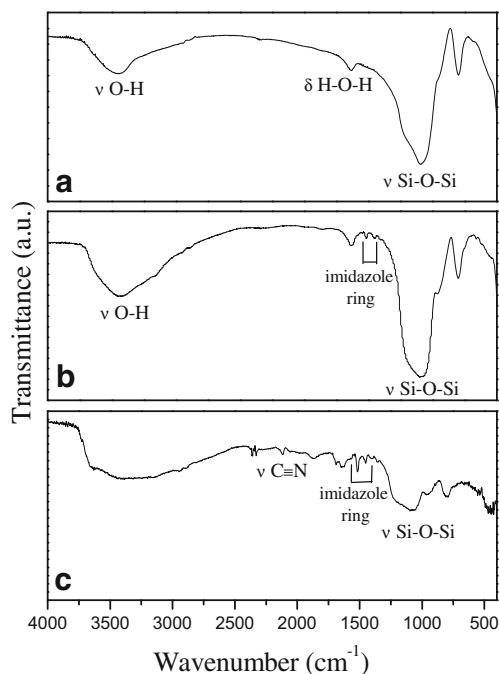 ν O-H
δ H-O-H
ν Si-O-Si
a
imidazole
ring
ν O-H
ν Si-O-Si
b
ν C≡N
imidazole
ring
ν Si-O-Si
c
Transmittance (a.u.)
4000 3500 3000 2500 2000 1500 1000 500
Wavenumber (cm⁻¹)